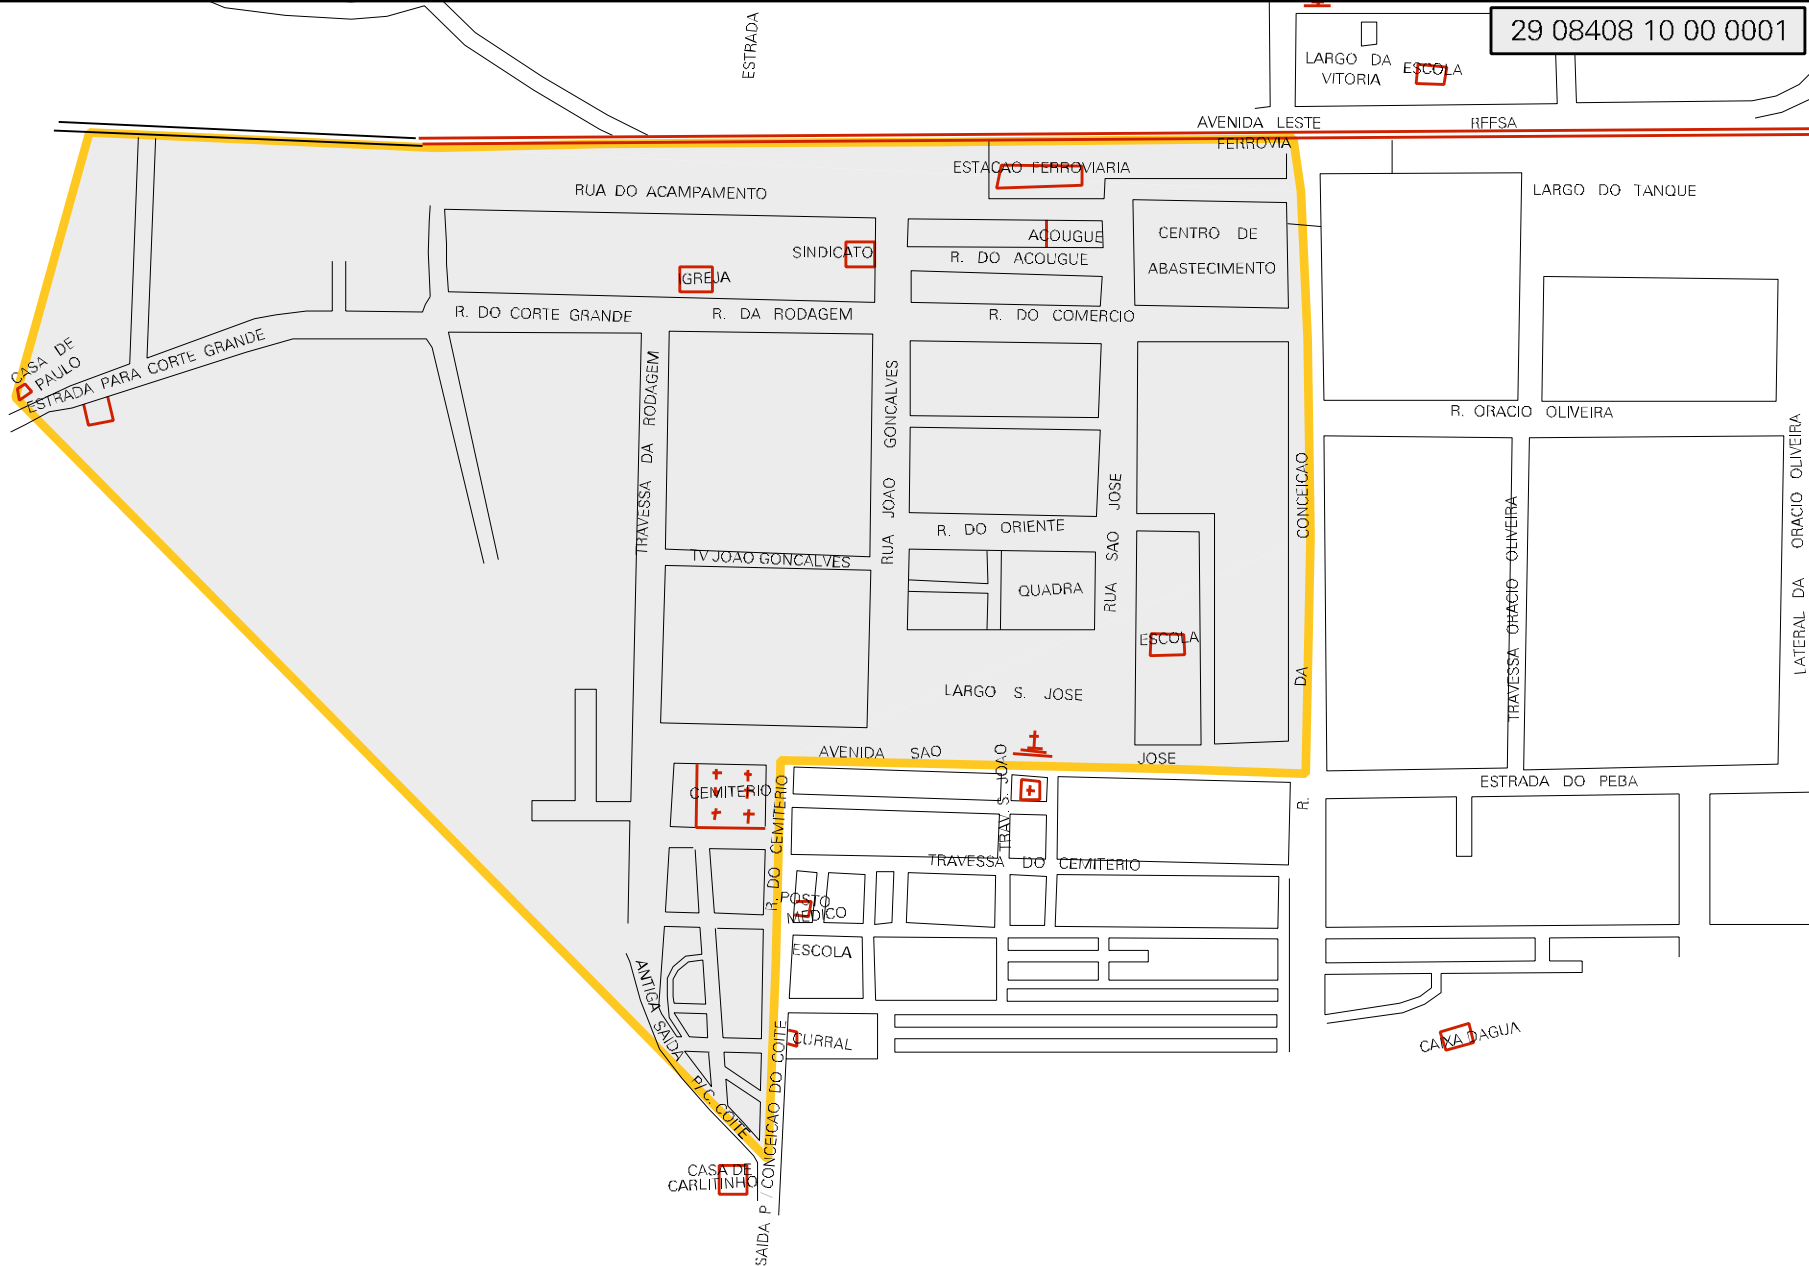 29 08408 10 00 0001
ESTRADA
LARGO DA
VITORIA
ESCOLA
AVENIDA LESTE
RFFSA
FERROVIA
ESTACAO FERROVIARIA
RUA DO ACAMPAMENTO
LARGO DO TANQUE
SINDICATO
ACOUGUE
CENTRO DE
ABASTECIMENTO
R. DO ACOUGUE
IGREJA
R. DO CORTE GRANDE
R. DA RODAGEM
R. DO COMERCIO
CASA DE
PAULO
ESTRADA PARA CORTE GRANDE
TRAVESSA DA RODAGEM
RUA JOAO GONCALVES
R. ORACIO OLIVEIRA
RUA SAO JOSE
R. DA CONCEICAO
TRAVESSA ORACIO OLIVEIRA
LATERAL DA ORACIO OLIVEIRA
R. DO ORIENTE
TV JOAO GONCALVES
QUADRA
ESCOLA
LARGO S. JOSE
AVENIDA SAO JOSE
TRAV. S. JOAO
ESTRADA DO PEBA
CEMITERIO
R. DO CEMITERIO
TRAVESSA DO CEMITERIO
POSTO
MEDICO
ESCOLA
ANTIGA SAIDA P/ C. COITE
CURRAL
CAIXA DAGUA
CASA DE
CARLITINHO
SAIDA P / CONCEICAO DO COITE